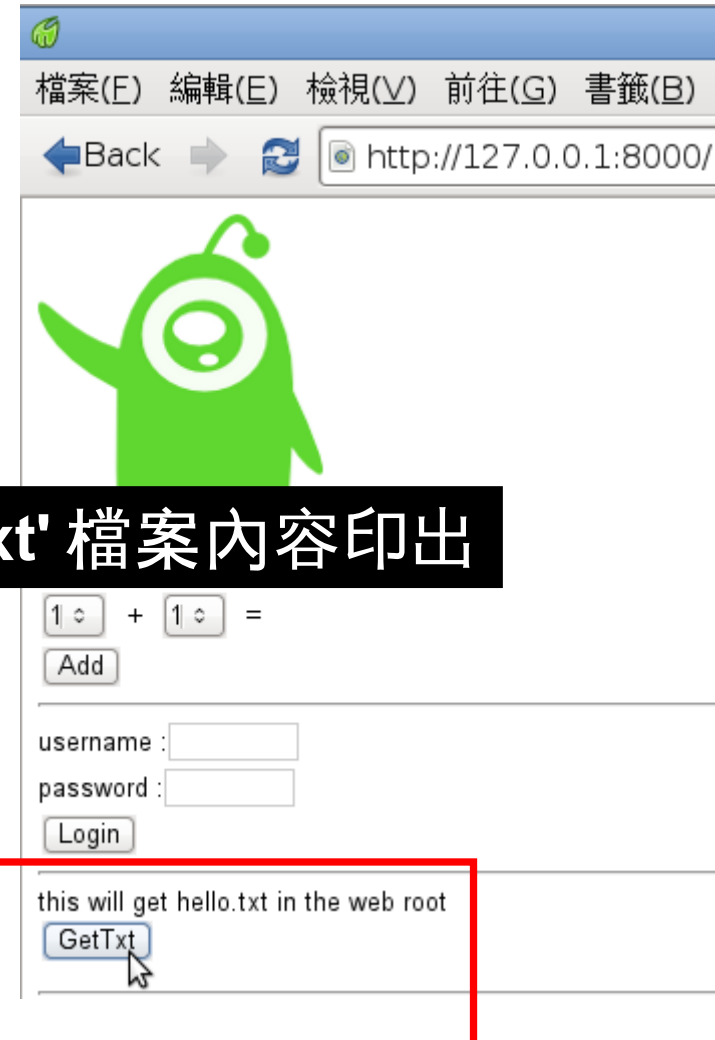 檔案(F) 編輯(E) 檢視(V) 前往(G) 書籤(B)
Back http://127.0.0.1:8000/
xt' 檔案內容印出
1 + 1 =
Add
username :
password :
Login
this will get hello.txt in the web root
GetTxt